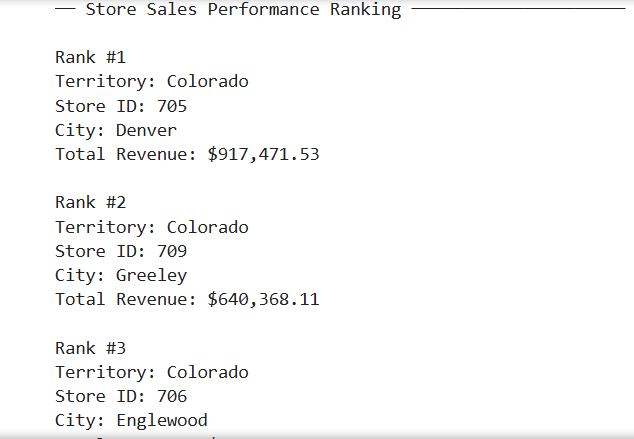 ── Store Sales Performance Ranking ─────────────────────
Rank #1
Territory: Colorado
Store ID: 705
City: Denver
Total Revenue: $917,471.53
Rank #2
Territory: Colorado
Store ID: 709
City: Greeley
Total Revenue: $640,368.11
Rank #3
Territory: Colorado
Store ID: 706
City: Englewood